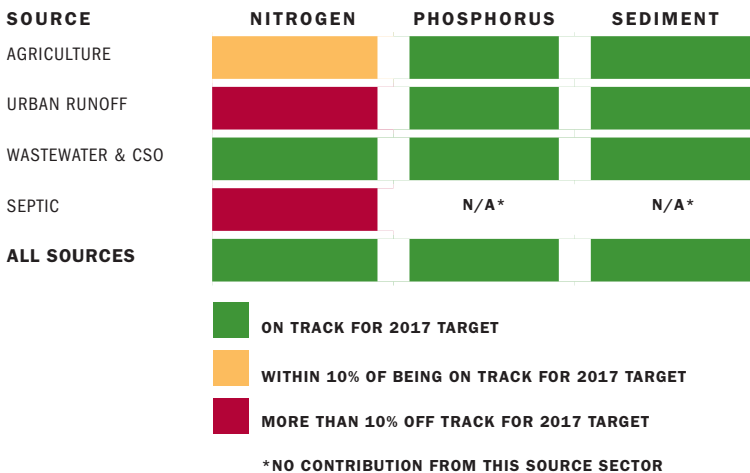 SOURCE NITROGEN PHOSPHORUS SEDIMENT
AGRICULTURE
URBAN RUNOFF
WASTEWATER & CSO
SEPTIC N/A* N/A*
ALL SOURCES
ON TRACK FOR 2017 TARGET
WITHIN 10% OF BEING ON TRACK FOR 2017 TARGET
MORE THAN 10% OFF TRACK FOR 2017 TARGET
*NO CONTRIBUTION FROM THIS SOURCE SECTOR